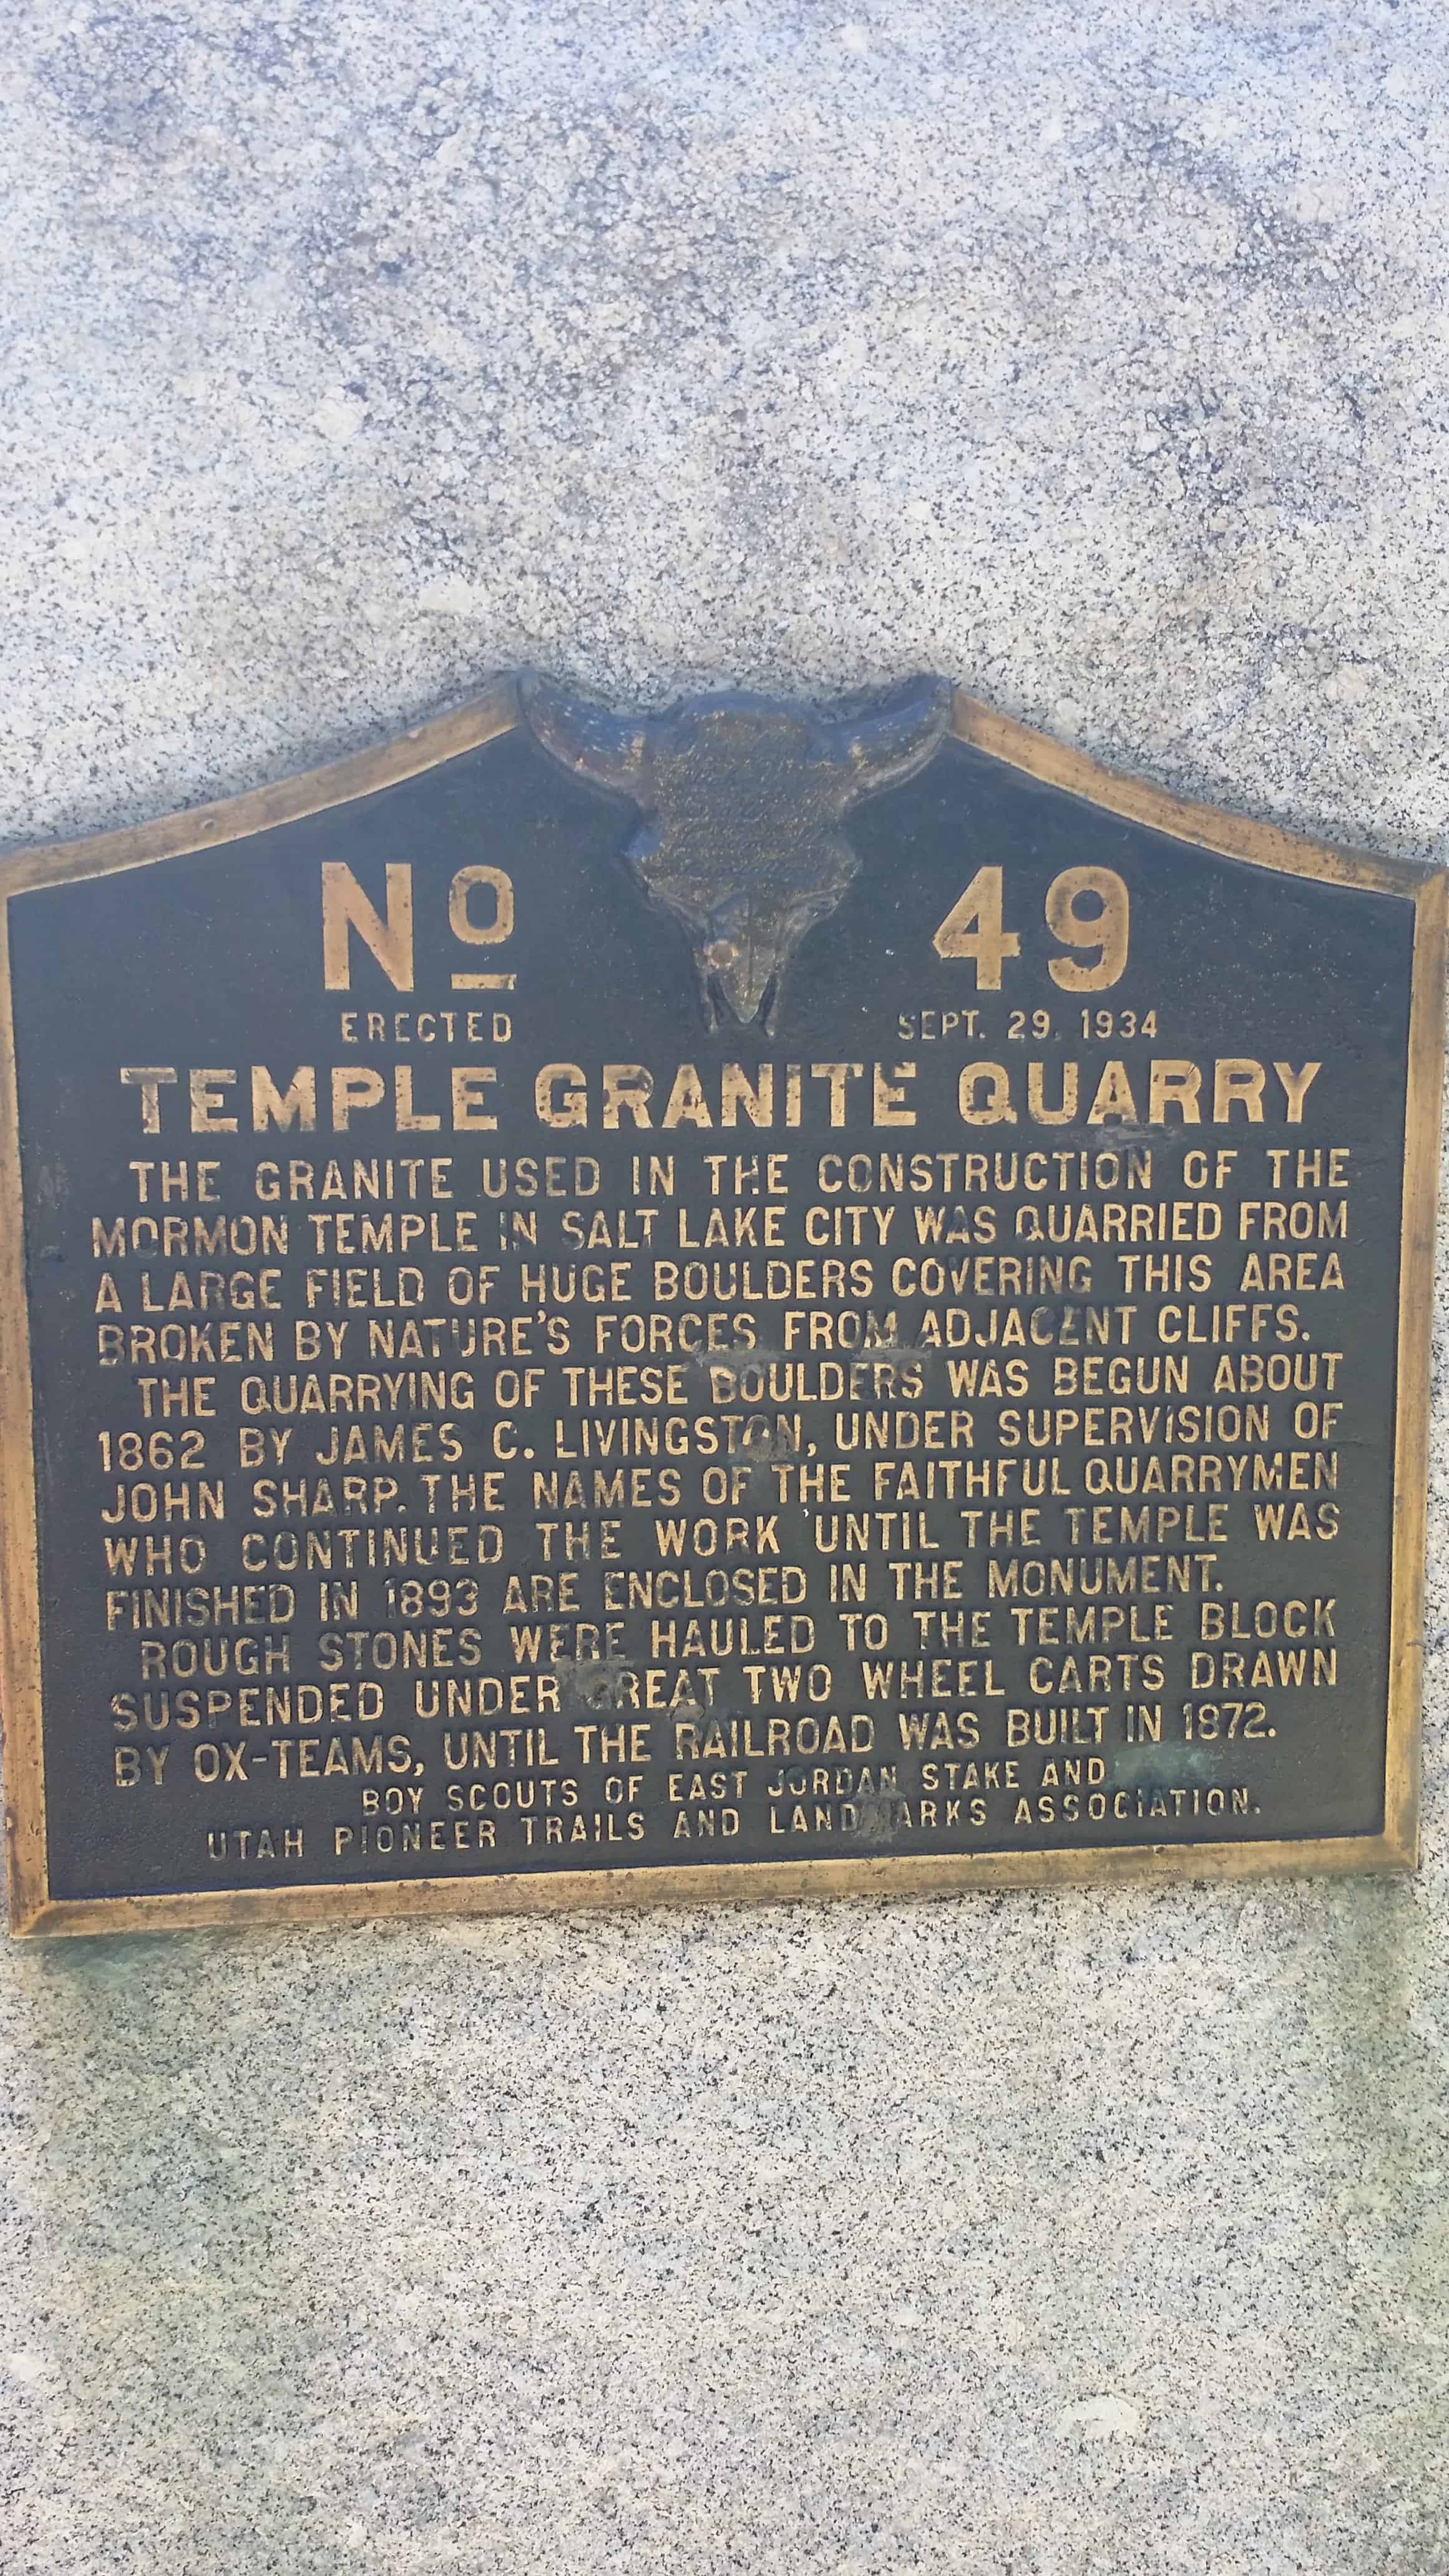 No 49
ERECTED SEPT. 29, 1934
TEMPLE GRANITE QUARRY
THE GRANITE USED IN THE CONSTRUCTION OF THE
MORMON TEMPLE IN SALT LAKE CITY WAS QUARRIED FROM
A LARGE FIELD OF HUGE BOULDERS COVERING THIS AREA
BROKEN BY NATURE'S FORCES FROM ADJACENT CLIFFS.
THE QUARRYING OF THESE BOULDERS WAS BEGUN ABOUT
1862 BY JAMES C. LIVINGSTON, UNDER SUPERVISION OF
JOHN SHARP. THE NAMES OF THE FAITHFUL QUARRYMEN
WHO CONTINUED THE WORK UNTIL THE TEMPLE WAS
FINISHED IN 1893 ARE ENCLOSED IN THE MONUMENT.
ROUGH STONES WERE HAULED TO THE TEMPLE BLOCK
SUSPENDED UNDER GREAT TWO WHEEL CARTS DRAWN
BY OX-TEAMS, UNTIL THE RAILROAD WAS BUILT IN 1872.
BOY SCOUTS OF EAST JORDAN STAKE AND
UTAH PIONEER TRAILS AND LANDMARKS ASSOCIATION.